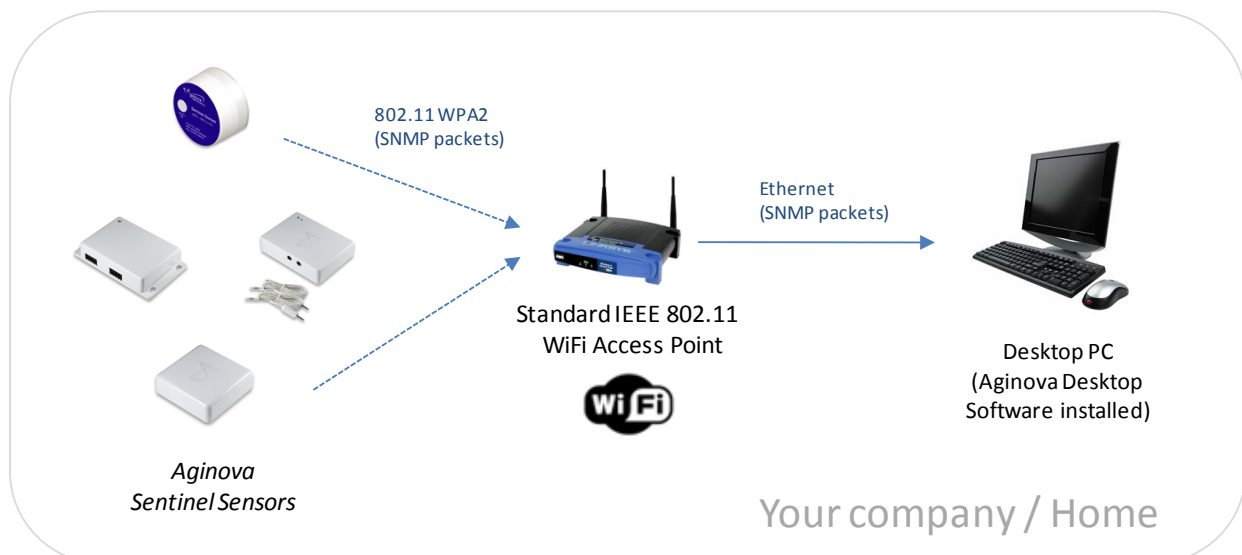 802.11 WPA2
(SNMP packets)
Ethernet
(SNMP packets)
Standard IEEE 802.11
WiFi Access Point
Wi Fi
Desktop PC
(Aginova Desktop
Software installed)
Aginova
Sentinel Sensors
Your company / Home